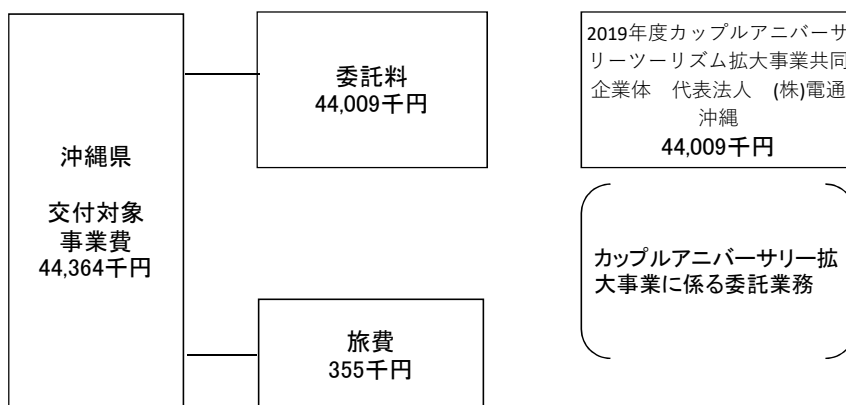 沖縄県
交付対象
事業費
44,364千円
委託料
44,009千円
旅費
355千円
2019年度カップルアニバーサ
リーツーリズム拡大事業共同
企業体　代表法人　(株)電通
沖縄
44,009千円
カップルアニバーサリー拡
大事業に係る委託業務